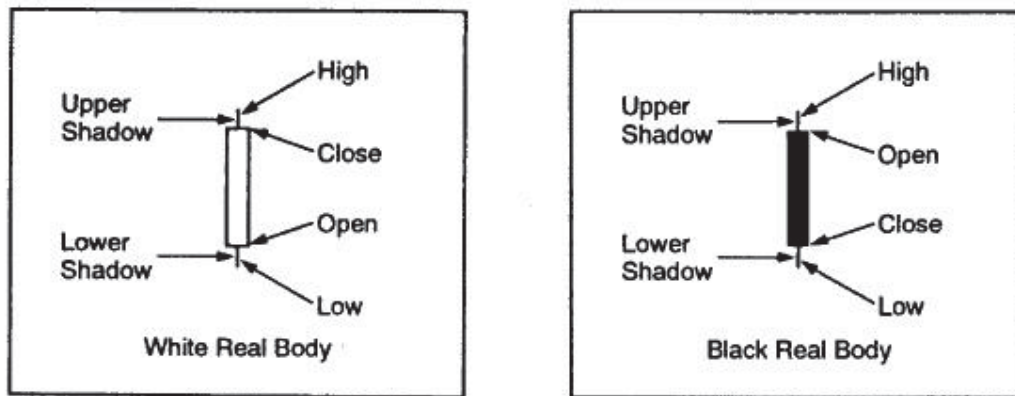 High
Upper
Shadow
Close
Open
Lower
Shadow
Low
White Real Body
High
Upper
Shadow
Open
Close
Lower
Shadow
Low
Black Real Body